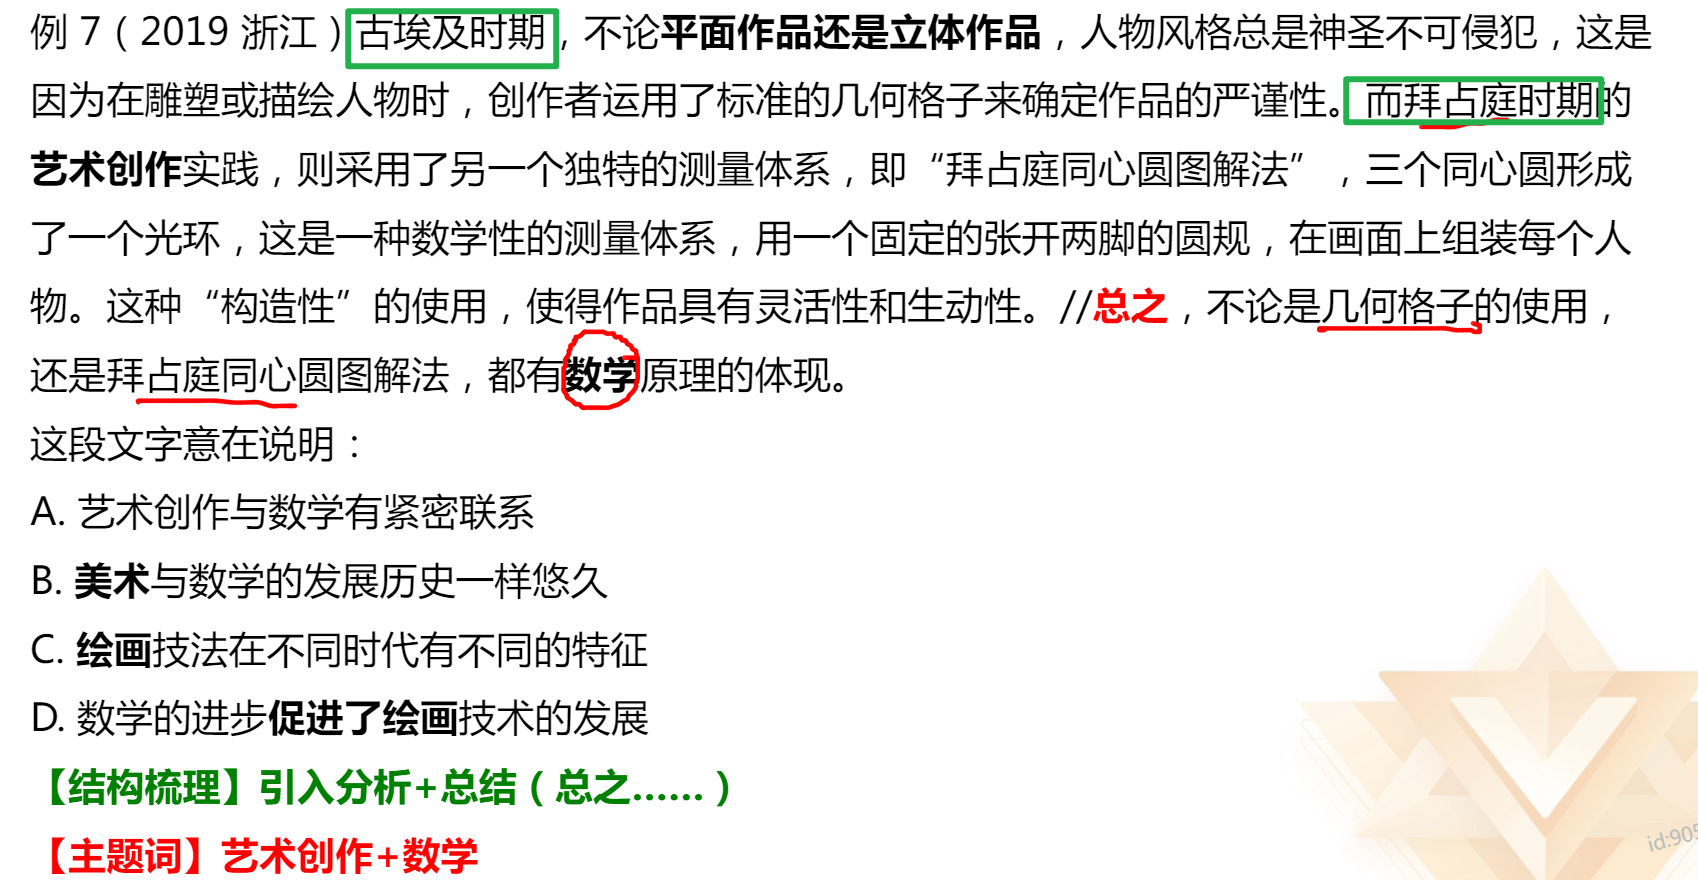 例 7（2019 浙江）古埃及时期，不论平面作品还是立体作品，人物风格总是神圣不可侵犯，这是
因为在雕塑或描绘人物时，创作者运用了标准的几何格子来确定作品的严谨性。而拜占庭时期的
艺术创作实践，则采用了另一个独特的测量体系，即“拜占庭同心圆图解法”，三个同心圆形成
了一个光环，这是一种数学性的测量体系，用一个固定的张开两脚的圆规，在画面上组装每个人
物。这种“构造性”的使用，使得作品具有灵活性和生动性。//总之，不论是几何格子的使用，
还是拜占庭同心圆图解法，都有数学原理的体现。
这段文字意在说明：
A. 艺术创作与数学有紧密联系
B. 美术与数学的发展历史一样悠久
C. 绘画技法在不同时代有不同的特征
D. 数学的进步促进了绘画技术的发展
【结构梳理】引入分析+总结（总之……）
【主题词】艺术创作+数学
id:905